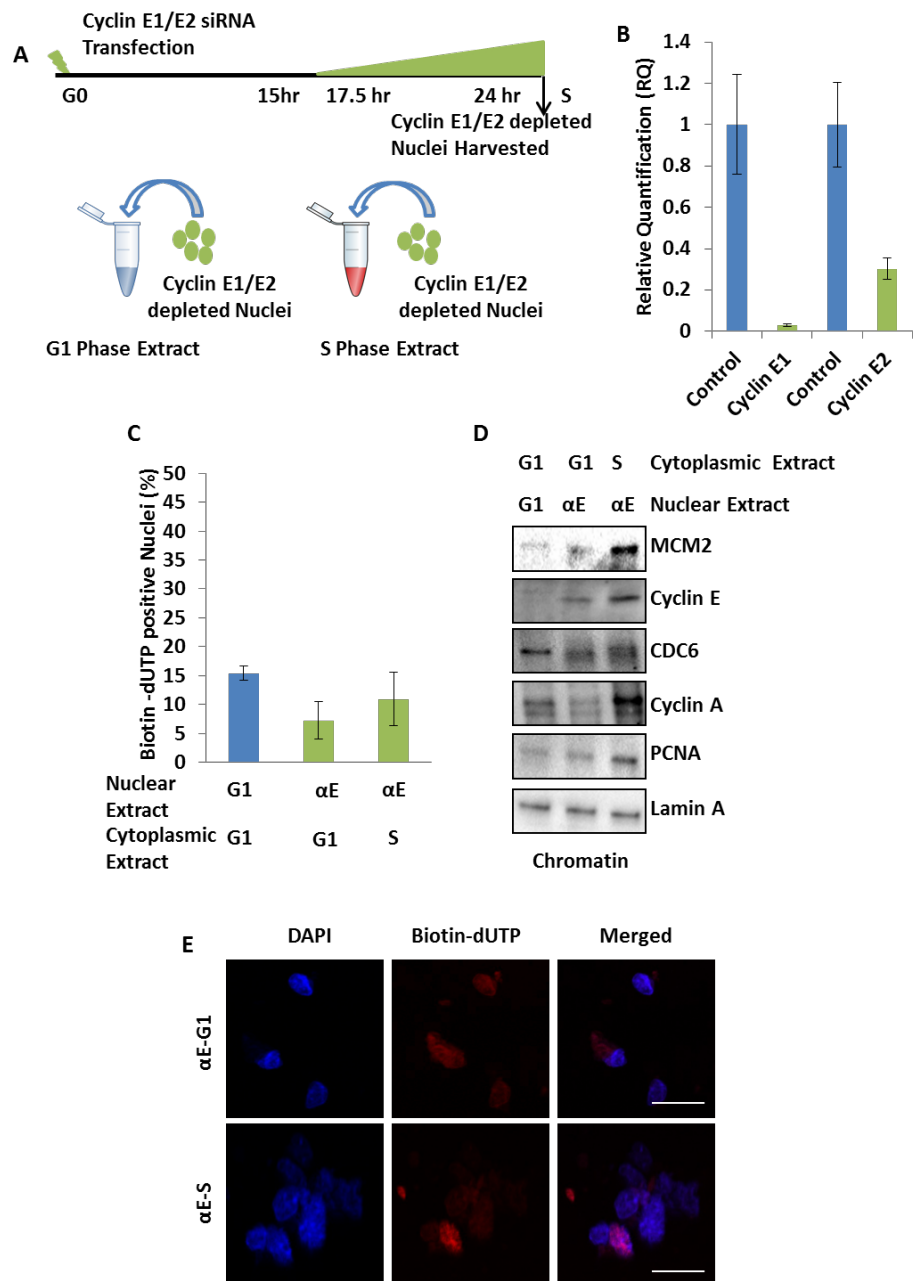 A
Cyclin E1/E2 siRNA
Transfection
G0
15hr
17.5 hr
24 hr
S
Cyclin E1/E2 depleted
Nuclei Harvested
Cyclin E1/E2
depleted Nuclei
Cyclin E1/E2
depleted Nuclei
G1 Phase Extract
S Phase Extract
B
Relative Quantification (RQ)
1.4
1.2
1
0.8
0.6
0.4
0.2
0
Control
Cyclin E1
Control
Cyclin E2
C
Biotin -dUTP positive Nuclei (%)
50
45
40
35
30
25
20
15
10
5
0
Nuclear
Extract
G1 αE αE
Cytoplasmic
Extract
G1 G1 S
D
G1 G1 S Cytoplasmic Extract
G1 αE αE Nuclear Extract
MCM2
Cyclin E
CDC6
Cyclin A
PCNA
Lamin A
Chromatin
E
DAPI Biotin-dUTP Merged
αE-G1
αE-S